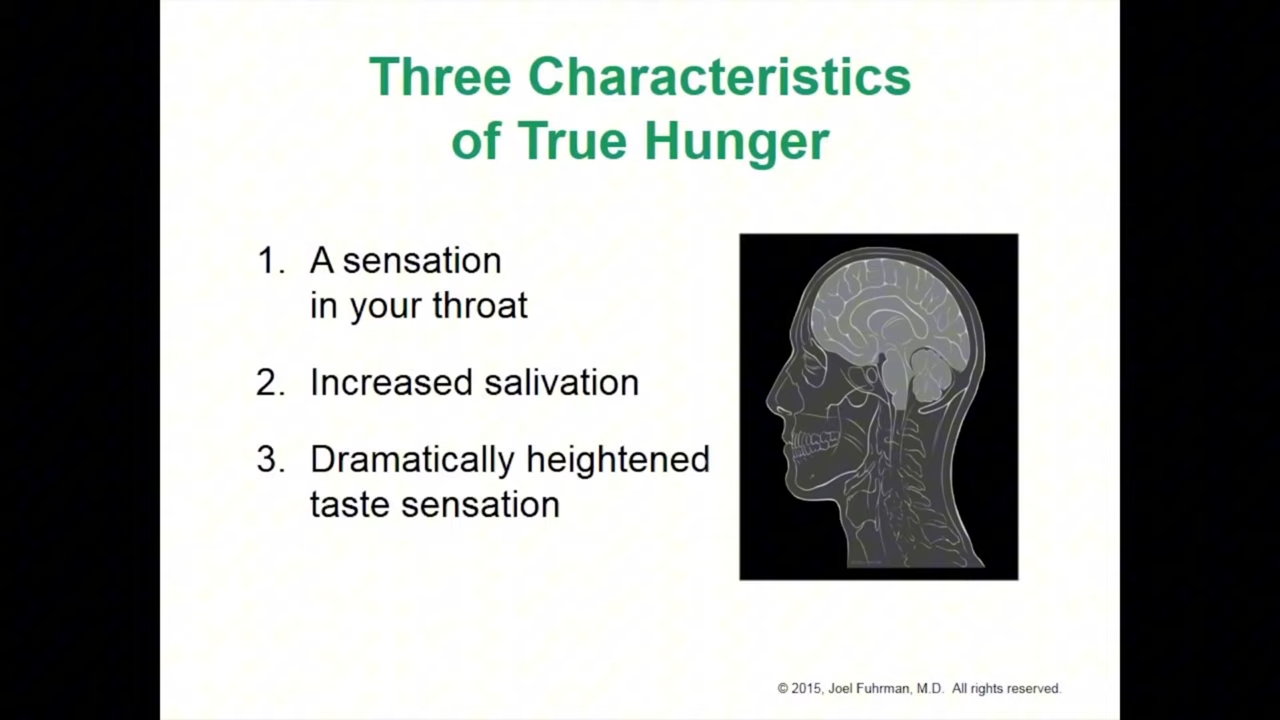 Three Characteristics
of True Hunger
1. A sensation
in your throat
2. Increased salivation
3. Dramatically heightened
taste sensation
© 2015, Joel Fuhrman, M.D. All rights reserved.